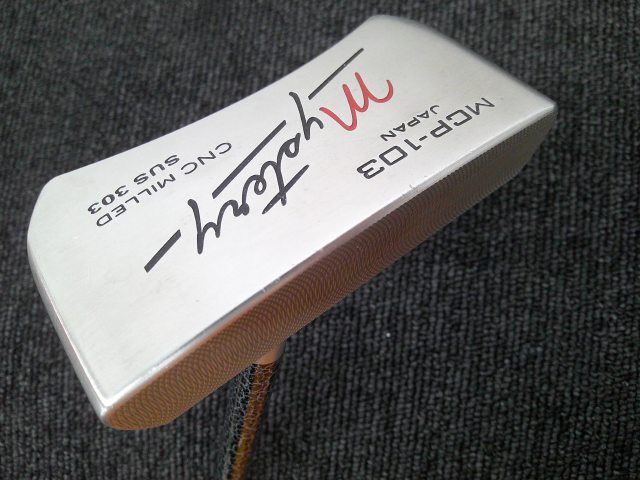 MCP-103
JAPAN
Mystery
CNC MILLED
SUS 303